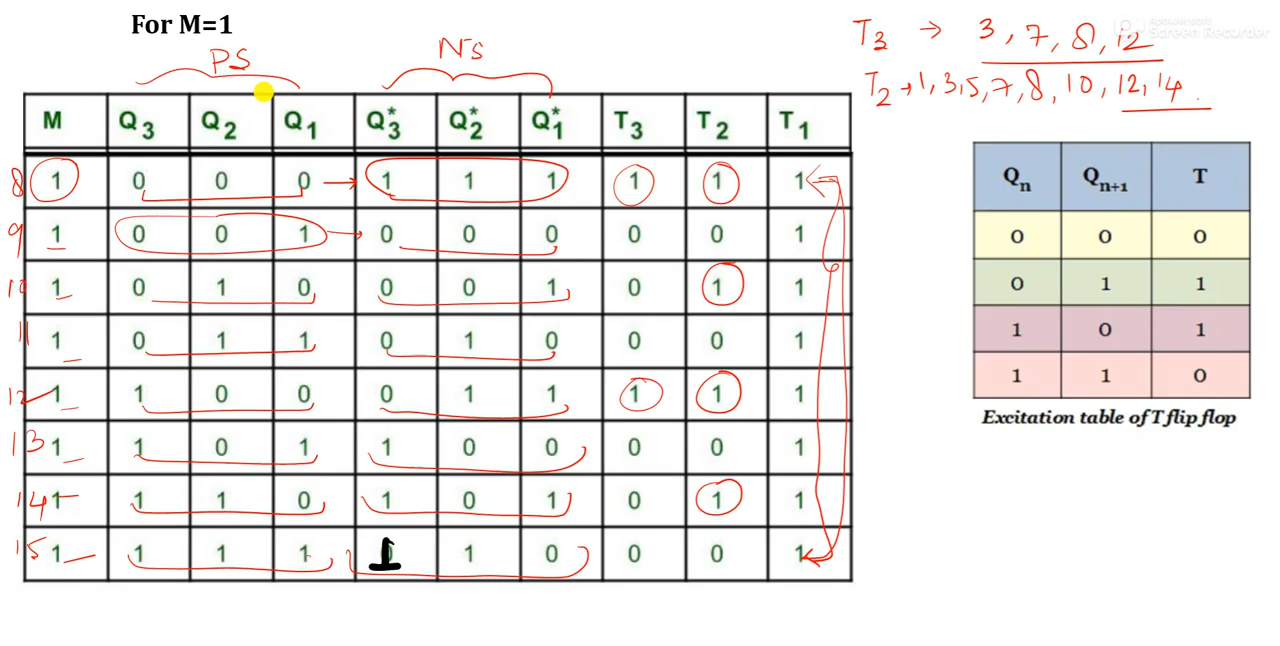 For M=1
PS
NS
T3 → 3, 7, 8, 12
T2 → 1, 3, 5, 7, 8, 10, 12, 14
Apowersoft
Screen Recorder
M Q3 Q2 Q1 Q3* Q2* Q1* T3 T2 T1
8 1 0 0 0 → 1 1 1 1 1 1
9 1 0 0 1 → 0 0 0 0 0 1
10 1 0 1 0 0 0 1 0 1 1
11 1 0 1 1 0 1 0 0 0 1
12 1 1 0 0 0 1 1 1 1 1
13 1 1 0 1 1 0 0 0 0 1
14 1 1 1 0 1 0 1 0 1 1
15 1 1 1 1 1 1 0 0 0 1
Qn Qn+1 T
0 0 0
0 1 1
1 0 1
1 1 0
Excitation table of T flip flop